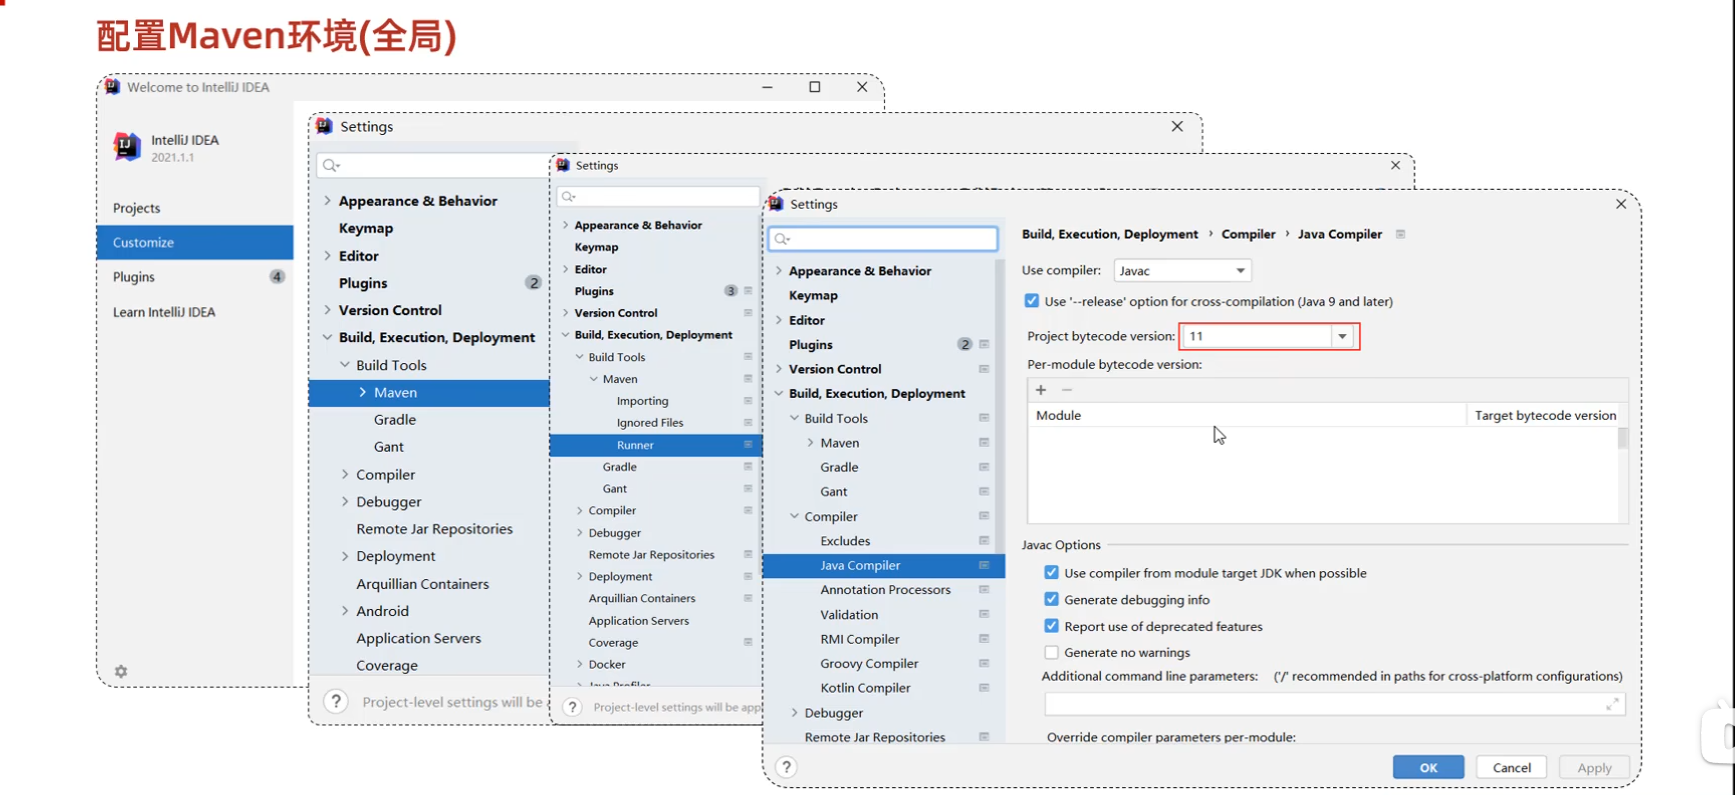 配置Maven环境(全局)
Welcome to IntelliJ IDEA
IntelliJ IDEA
2021.1.1
Projects
Customize
Plugins 4
Learn IntelliJ IDEA
Settings
Appearance & Behavior
Keymap
Editor
Plugins 2
Version Control
Build, Execution, Deployment
Build Tools
Maven
Gradle
Gant
Compiler
Debugger
Remote Jar Repositories
Deployment
Arquillian Containers
Android
Application Servers
Coverage
? Project-level settings will be
Settings
Appearance & Behavior
Keymap
Editor
Plugins 3
Version Control
Build, Execution, Deployment
Build Tools
Maven
Importing
Ignored Files
Runner
Gradle
Gant
Compiler
Debugger
Remote Jar Repositories
Deployment
Arquillian Containers
Application Servers
Coverage
Docker
Java Profiler
? Project-level settings will be app
Settings
Appearance & Behavior
Keymap
Editor
Plugins 2
Version Control
Build, Execution, Deployment
Build Tools
Maven
Gradle
Gant
Compiler
Excludes
Java Compiler
Annotation Processors
Validation
RMI Compiler
Groovy Compiler
Kotlin Compiler
Debugger
Remote Jar Repositories
Build, Execution, Deployment › Compiler › Java Compiler
Use compiler: Javac
Use '--release' option for cross-compilation (Java 9 and later)
Project bytecode version: 11
Per-module bytecode version:
+ −
Module Target bytecode version
Javac Options
Use compiler from module target JDK when possible
Generate debugging info
Report use of deprecated features
Generate no warnings
Additional command line parameters: ('/' recommended in paths for cross-platform configurations)
Override compiler parameters per-module:
? OK Cancel Apply